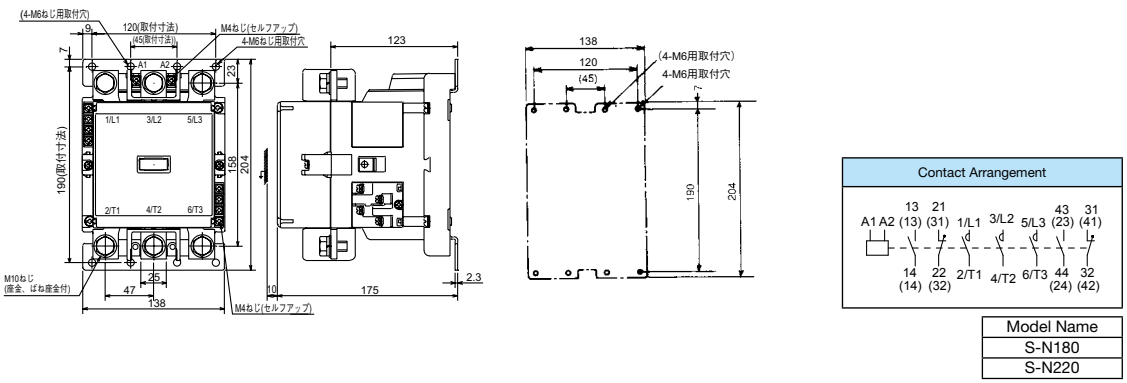 (4-M6ねじ用取付穴)
9
120(取付寸法)
M4ねじ(セルフアップ)
(45(取付寸法))
4-M6ねじ用取付穴
7
A1 A2
23
1/L1 3/L2 5/L3
190(取付寸法)
158
204
2/T1 4/T2 6/T3
M10ねじ
(座金、ばね座金付)
25
47
138
M4ねじ(セルフアップ)
123
10
175
2.3
138
120
(45)
(4-M6用取付穴)
4-M6用取付穴
7
190
204
Contact Arrangement
13 21 43 31
A1 A2 (13) (31) 1/L1 3/L2 5/L3 (23) (41)
14 22 2/T1 4/T2 6/T3 44 32
(14) (32) (24) (42)
Model Name
S-N180
S-N220